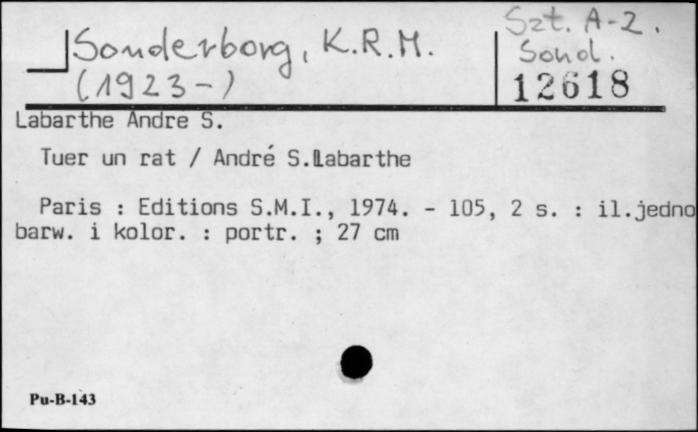 Sonderborg, K.R.M.
(1923-)
Szt. A-2.
Sond.
12618
Labarthe Andre S.
Tuer un rat / André S.Labarthe
Paris : Editions S.M.I., 1974. - 105, 2 s. : il.jedno
barw. i kolor. : portr. ; 27 cm
Pu-B-143